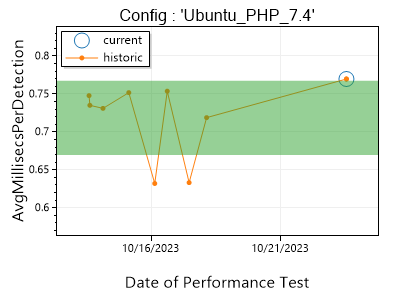 Config : 'Ubuntu_PHP_7.4'
current
historic
AvgMillisecsPerDetection
0.8
0.75
0.7
0.65
0.6
10/16/2023
10/21/2023
Date of Performance Test